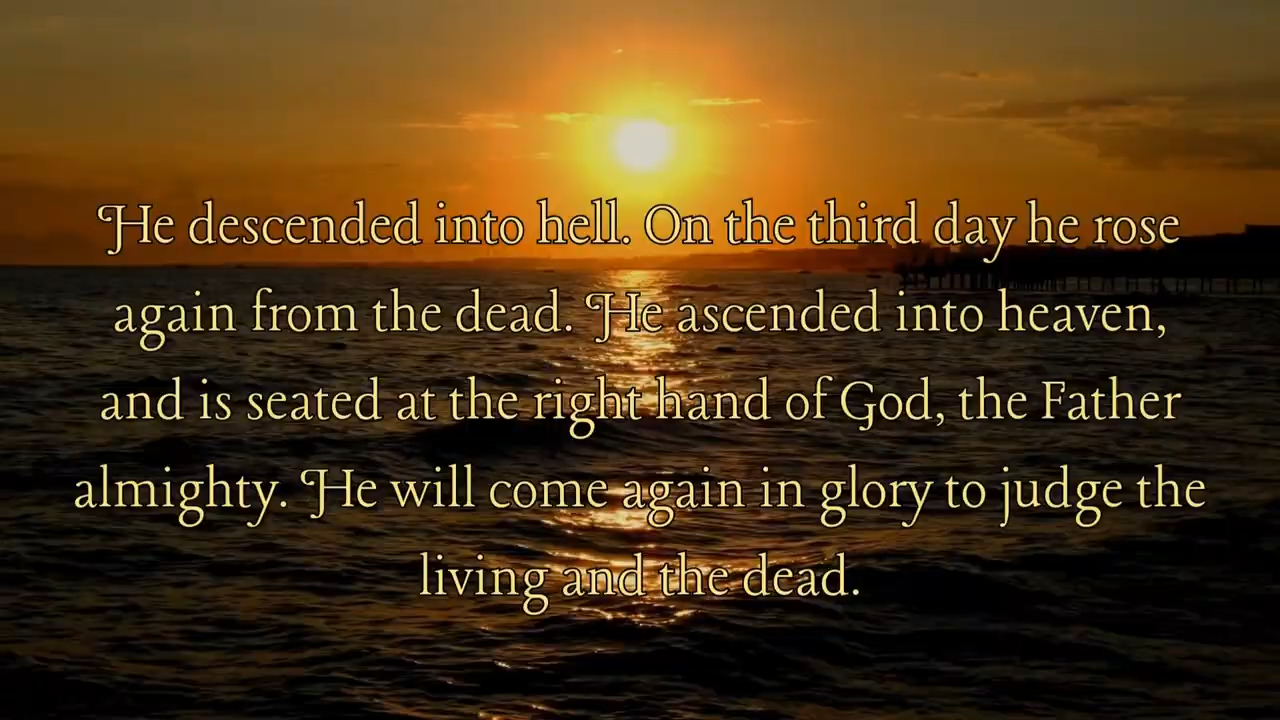 He descended into hell. On the third day he rose
again from the dead. He ascended into heaven,
and is seated at the right hand of God, the Father
almighty. He will come again in glory to judge the
living and the dead.